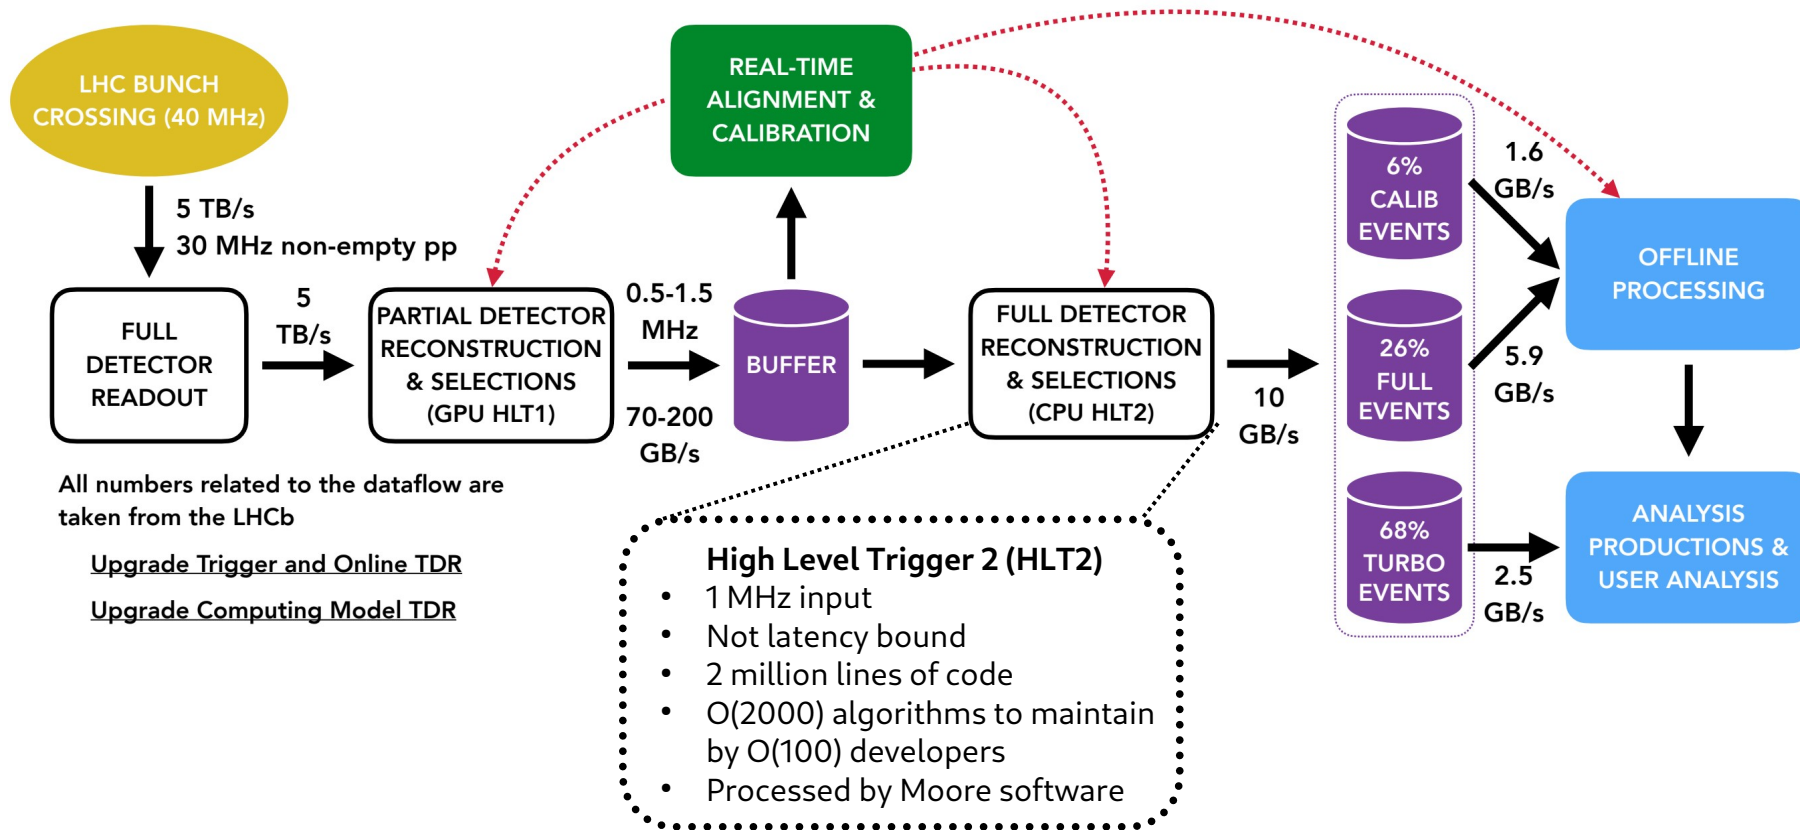 LHC BUNCH
CROSSING (40 MHz)
5 TB/s
30 MHz non-empty pp
FULL
DETECTOR
READOUT
5
TB/s
PARTIAL DETECTOR
RECONSTRUCTION
& SELECTIONS
(GPU HLT1)
0.5-1.5
MHz
70-200
GB/s
REAL-TIME
ALIGNMENT &
CALIBRATION
BUFFER
FULL DETECTOR
RECONSTRUCTION
& SELECTIONS
(CPU HLT2)
10
GB/s
6%
CALIB
EVENTS
26%
FULL
EVENTS
68%
TURBO
EVENTS
1.6
GB/s
5.9
GB/s
2.5
GB/s
OFFLINE
PROCESSING
ANALYSIS
PRODUCTIONS &
USER ANALYSIS
All numbers related to the dataflow are
taken from the LHCb
Upgrade Trigger and Online TDR
Upgrade Computing Model TDR
High Level Trigger 2 (HLT2)
• 1 MHz input
• Not latency bound
• 2 million lines of code
• O(2000) algorithms to maintain
by O(100) developers
• Processed by Moore software